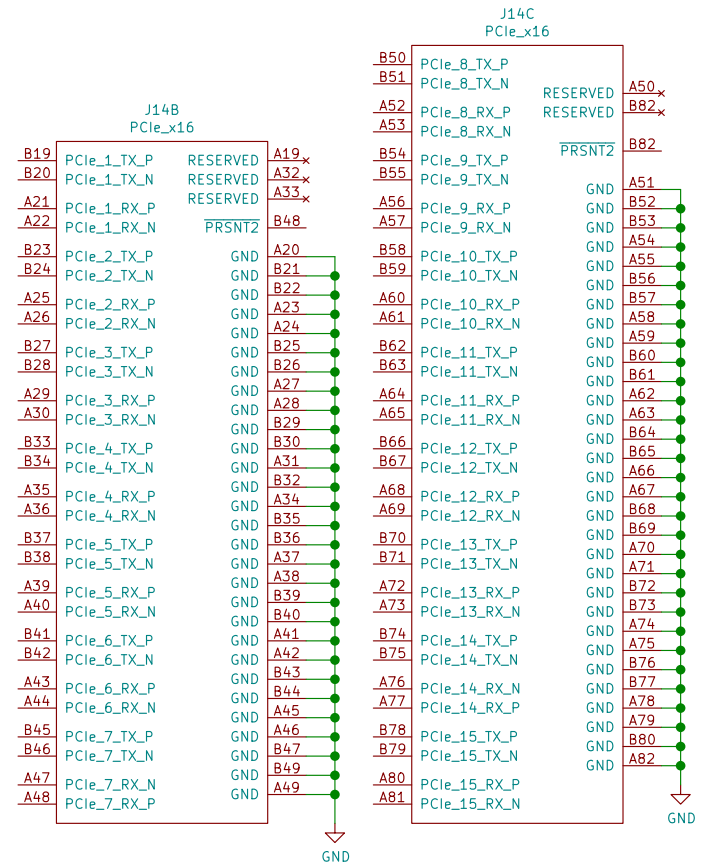 J14B
PCIe_x16
B19 PCIe_1_TX_P
B20 PCIe_1_TX_N
A21 PCIe_1_RX_P
A22 PCIe_1_RX_N
B23 PCIe_2_TX_P
B24 PCIe_2_TX_N
A25 PCIe_2_RX_P
A26 PCIe_2_RX_N
B27 PCIe_3_TX_P
B28 PCIe_3_TX_N
A29 PCIe_3_RX_P
A30 PCIe_3_RX_N
B33 PCIe_4_TX_P
B34 PCIe_4_TX_N
A35 PCIe_4_RX_P
A36 PCIe_4_RX_N
B37 PCIe_5_TX_P
B38 PCIe_5_TX_N
A39 PCIe_5_RX_P
A40 PCIe_5_RX_N
B41 PCIe_6_TX_P
B42 PCIe_6_TX_N
A43 PCIe_6_RX_P
A44 PCIe_6_RX_N
B45 PCIe_7_TX_P
B46 PCIe_7_TX_N
A47 PCIe_7_RX_N
A48 PCIe_7_RX_P
RESERVED A19
RESERVED A32
RESERVED A33
PRSNT2 B48
GND A20
GND B21
GND B22
GND A23
GND A24
GND B25
GND B26
GND A27
GND A28
GND B29
GND B30
GND A31
GND B32
GND A34
GND B35
GND B36
GND A37
GND A38
GND B39
GND B40
GND A41
GND A42
GND B43
GND B44
GND A45
GND A46
GND B47
GND B49
GND A49
GND
J14C
PCIe_x16
B50 PCIe_8_TX_P
B51 PCIe_8_TX_N
A52 PCIe_8_RX_P
A53 PCIe_8_RX_N
B54 PCIe_9_TX_P
B55 PCIe_9_TX_N
A56 PCIe_9_RX_P
A57 PCIe_9_RX_N
B58 PCIe_10_TX_P
B59 PCIe_10_TX_N
A60 PCIe_10_RX_P
A61 PCIe_10_RX_N
B62 PCIe_11_TX_P
B63 PCIe_11_TX_N
A64 PCIe_11_RX_P
A65 PCIe_11_RX_N
B66 PCIe_12_TX_P
B67 PCIe_12_TX_N
A68 PCIe_12_RX_P
A69 PCIe_12_RX_N
B70 PCIe_13_TX_P
B71 PCIe_13_TX_N
A72 PCIe_13_RX_P
A73 PCIe_13_RX_N
B74 PCIe_14_TX_P
B75 PCIe_14_TX_N
A76 PCIe_14_RX_N
A77 PCIe_14_RX_P
B78 PCIe_15_TX_P
B79 PCIe_15_TX_N
A80 PCIe_15_RX_P
A81 PCIe_15_RX_N
RESERVED A50
RESERVED B82
PRSNT2 B82
GND A51
GND B52
GND B53
GND A54
GND A55
GND B56
GND B57
GND A58
GND A59
GND B60
GND B61
GND A62
GND A63
GND B64
GND B65
GND A66
GND A67
GND B68
GND B69
GND A70
GND A71
GND B72
GND B73
GND A74
GND A75
GND B76
GND B77
GND A78
GND A79
GND B80
GND A82
GND